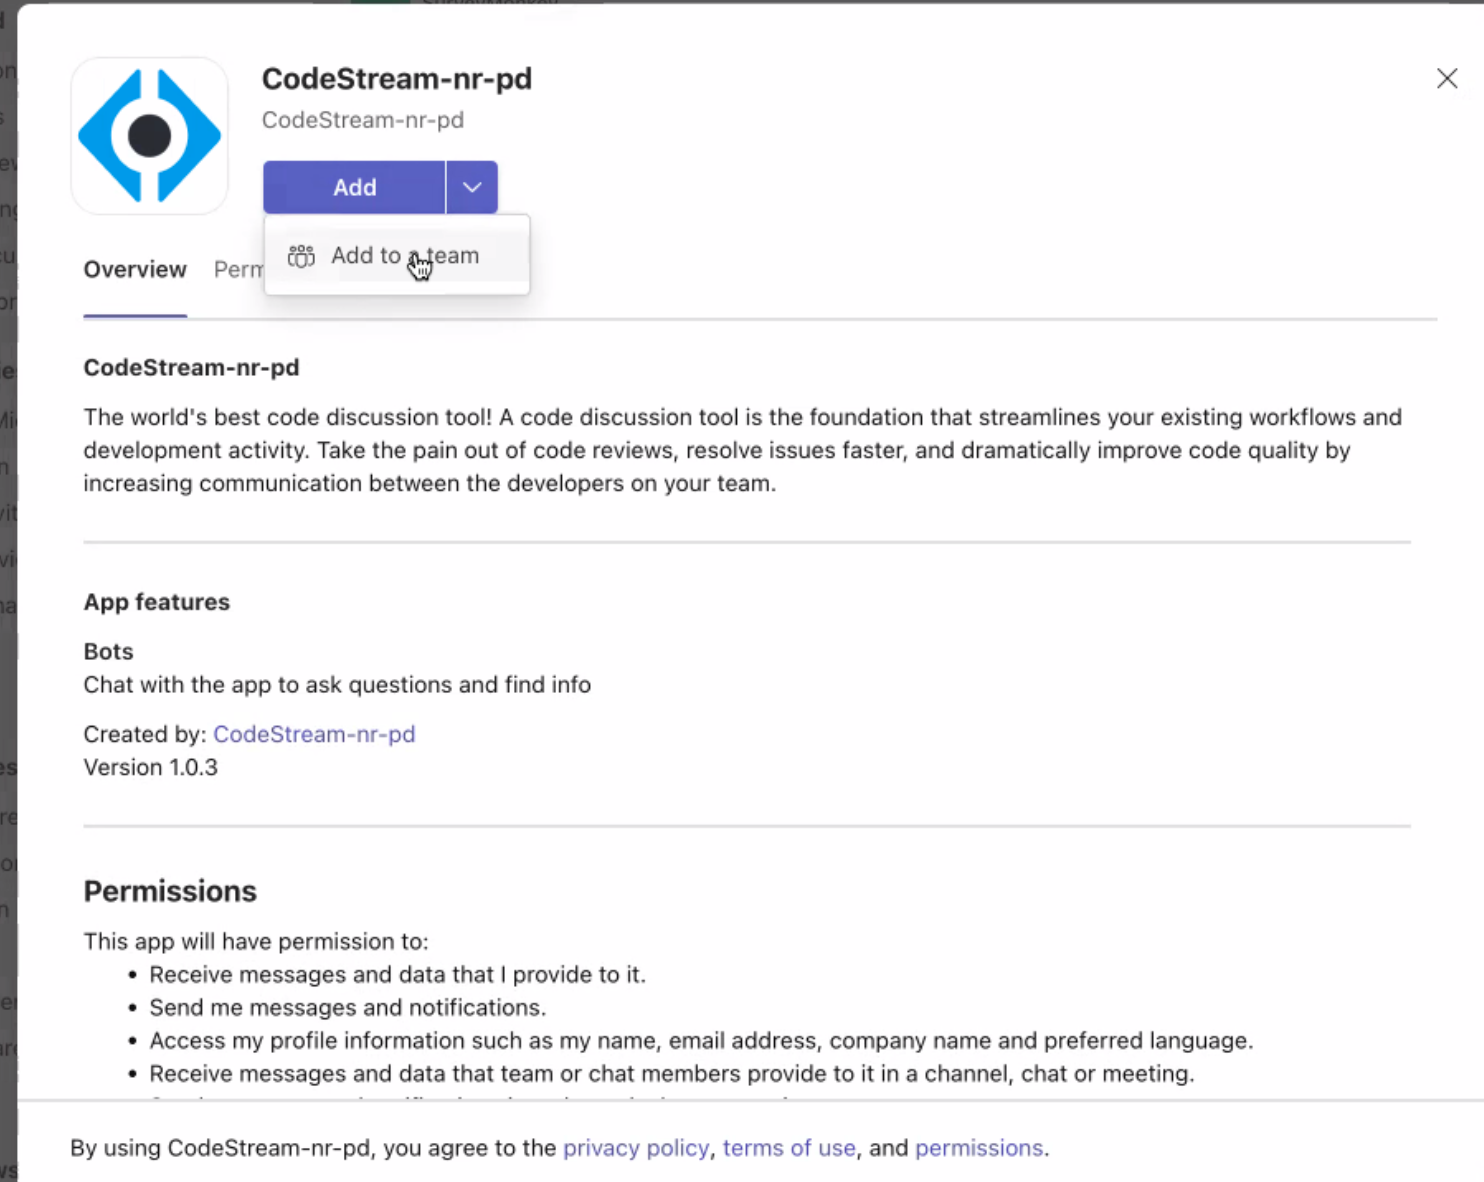 CodeStream-nr-pd
CodeStream-nr-pd
Add
Add to a team
Overview
CodeStream-nr-pd
The world's best code discussion tool! A code discussion tool is the foundation that streamlines your existing workflows and
development activity. Take the pain out of code reviews, resolve issues faster, and dramatically improve code quality by
increasing communication between the developers on your team.
App features
Bots
Chat with the app to ask questions and find info
Created by: CodeStream-nr-pd
Version 1.0.3
Permissions
This app will have permission to:
• Receive messages and data that I provide to it.
• Send me messages and notifications.
• Access my profile information such as my name, email address, company name and preferred language.
• Receive messages and data that team or chat members provide to it in a channel, chat or meeting.
By using CodeStream-nr-pd, you agree to the privacy policy, terms of use, and permissions.